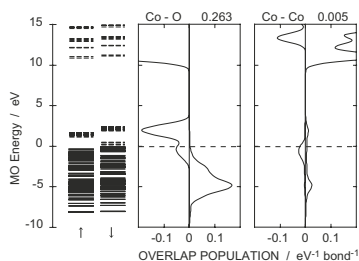 Co - O 0.263 Co - Co 0.005
MO Energy / eV
15
10
5
0
-5
-10
↑ ↓
-0.1 0 0.1 -0.1 0 0.1
OVERLAP POPULATION / eV⁻¹ bond⁻¹